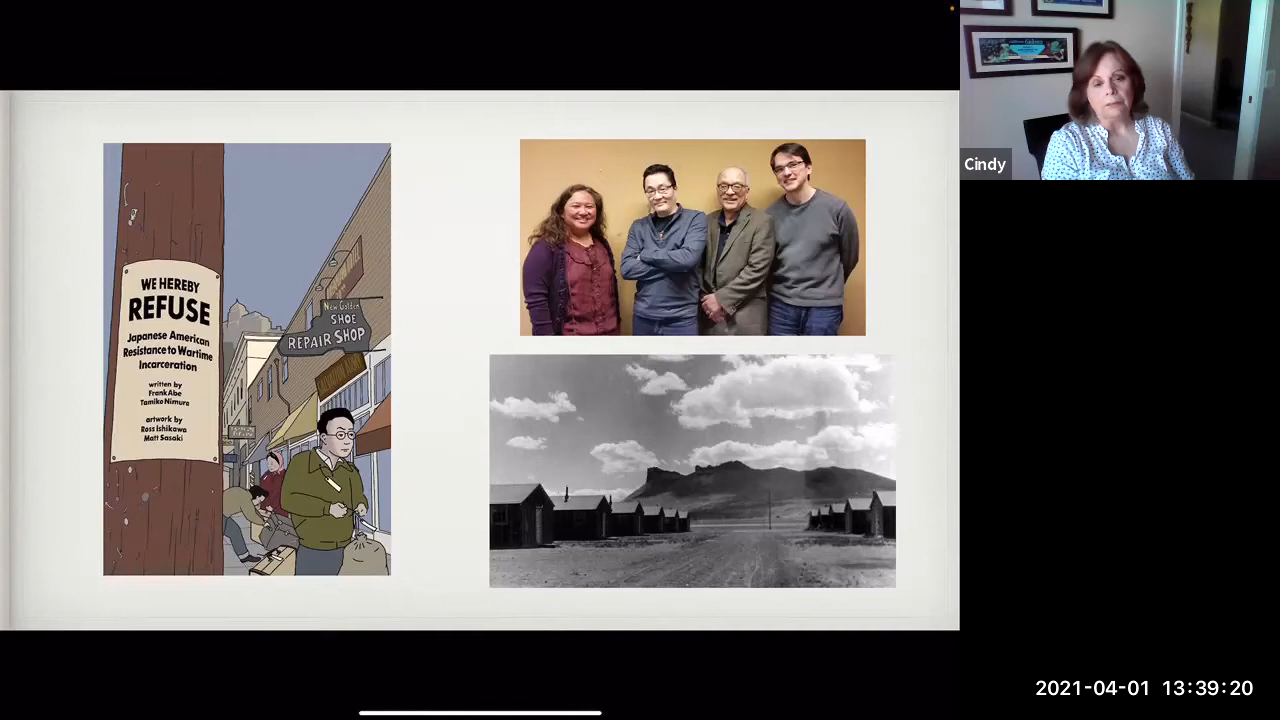 WE HEREBY
REFUSE
Japanese American
Resistance to Wartime
Incarceration
written by
Frank Abe
Tamiko Nimura
artwork by
Ross Ishikawa
Matt Sasaki
New Golden
SHOE
REPAIR SHOP
Cindy
2021-04-01 13:39:20